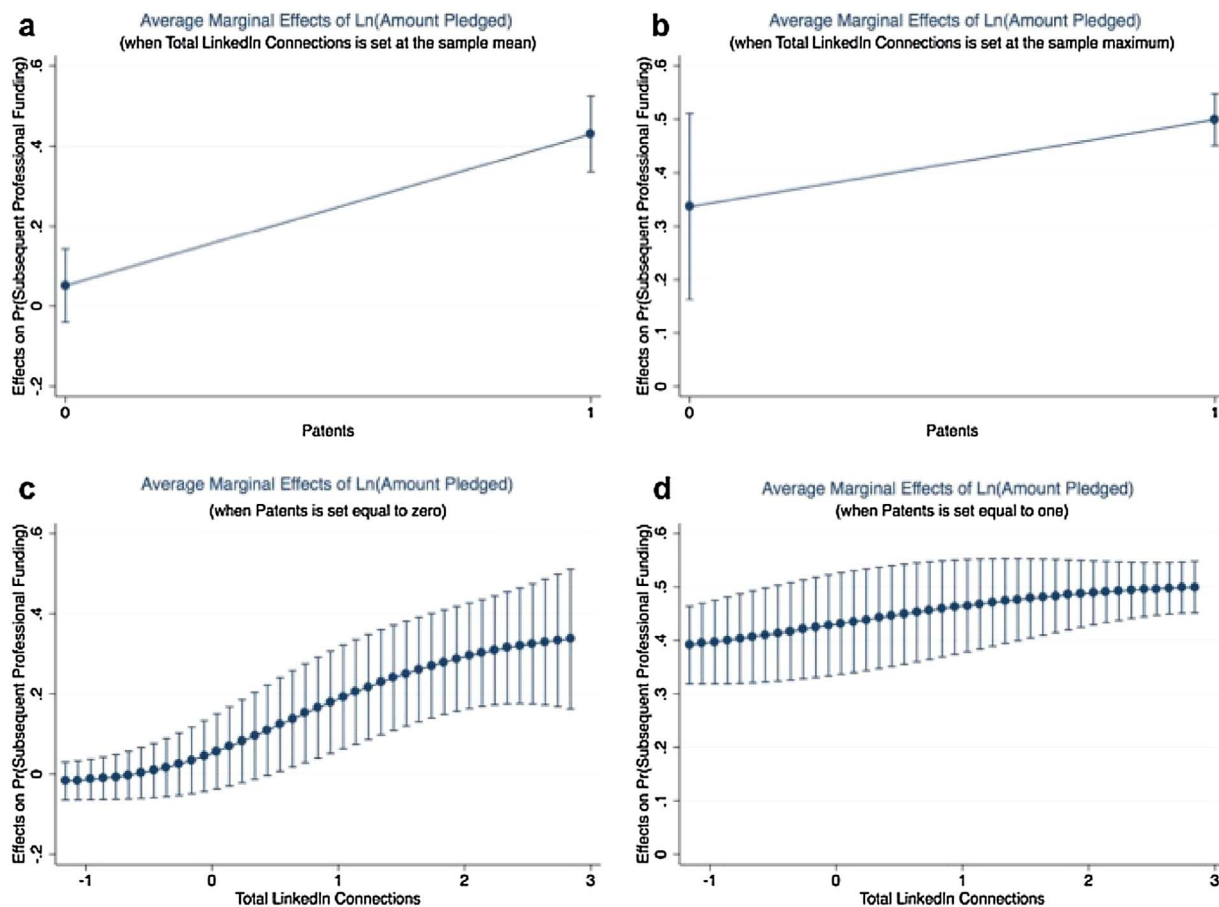 a
Average Marginal Effects of Ln(Amount Pledged)
(when Total LinkedIn Connections is set at the sample mean)
Effects on Pr(Subsequent Professional Funding)
.6
.4
.2
0
-.2
0
1
Patents
b
Average Marginal Effects of Ln(Amount Pledged)
(when Total LinkedIn Connections is set at the sample maximum)
Effects on Pr(Subsequent Professional Funding)
.6
.5
.4
.3
.2
.1
0
0
1
Patents
c
Average Marginal Effects of Ln(Amount Pledged)
(when Patents is set equal to zero)
Effects on Pr(Subsequent Professional Funding)
.6
.4
.2
0
-.2
-1
0
1
2
3
Total LinkedIn Connections
d
Average Marginal Effects of Ln(Amount Pledged)
(when Patents is set equal to one)
Effects on Pr(Subsequent Professional Funding)
.6
.5
.4
.3
.2
.1
0
-1
0
1
2
3
Total LinkedIn Connections